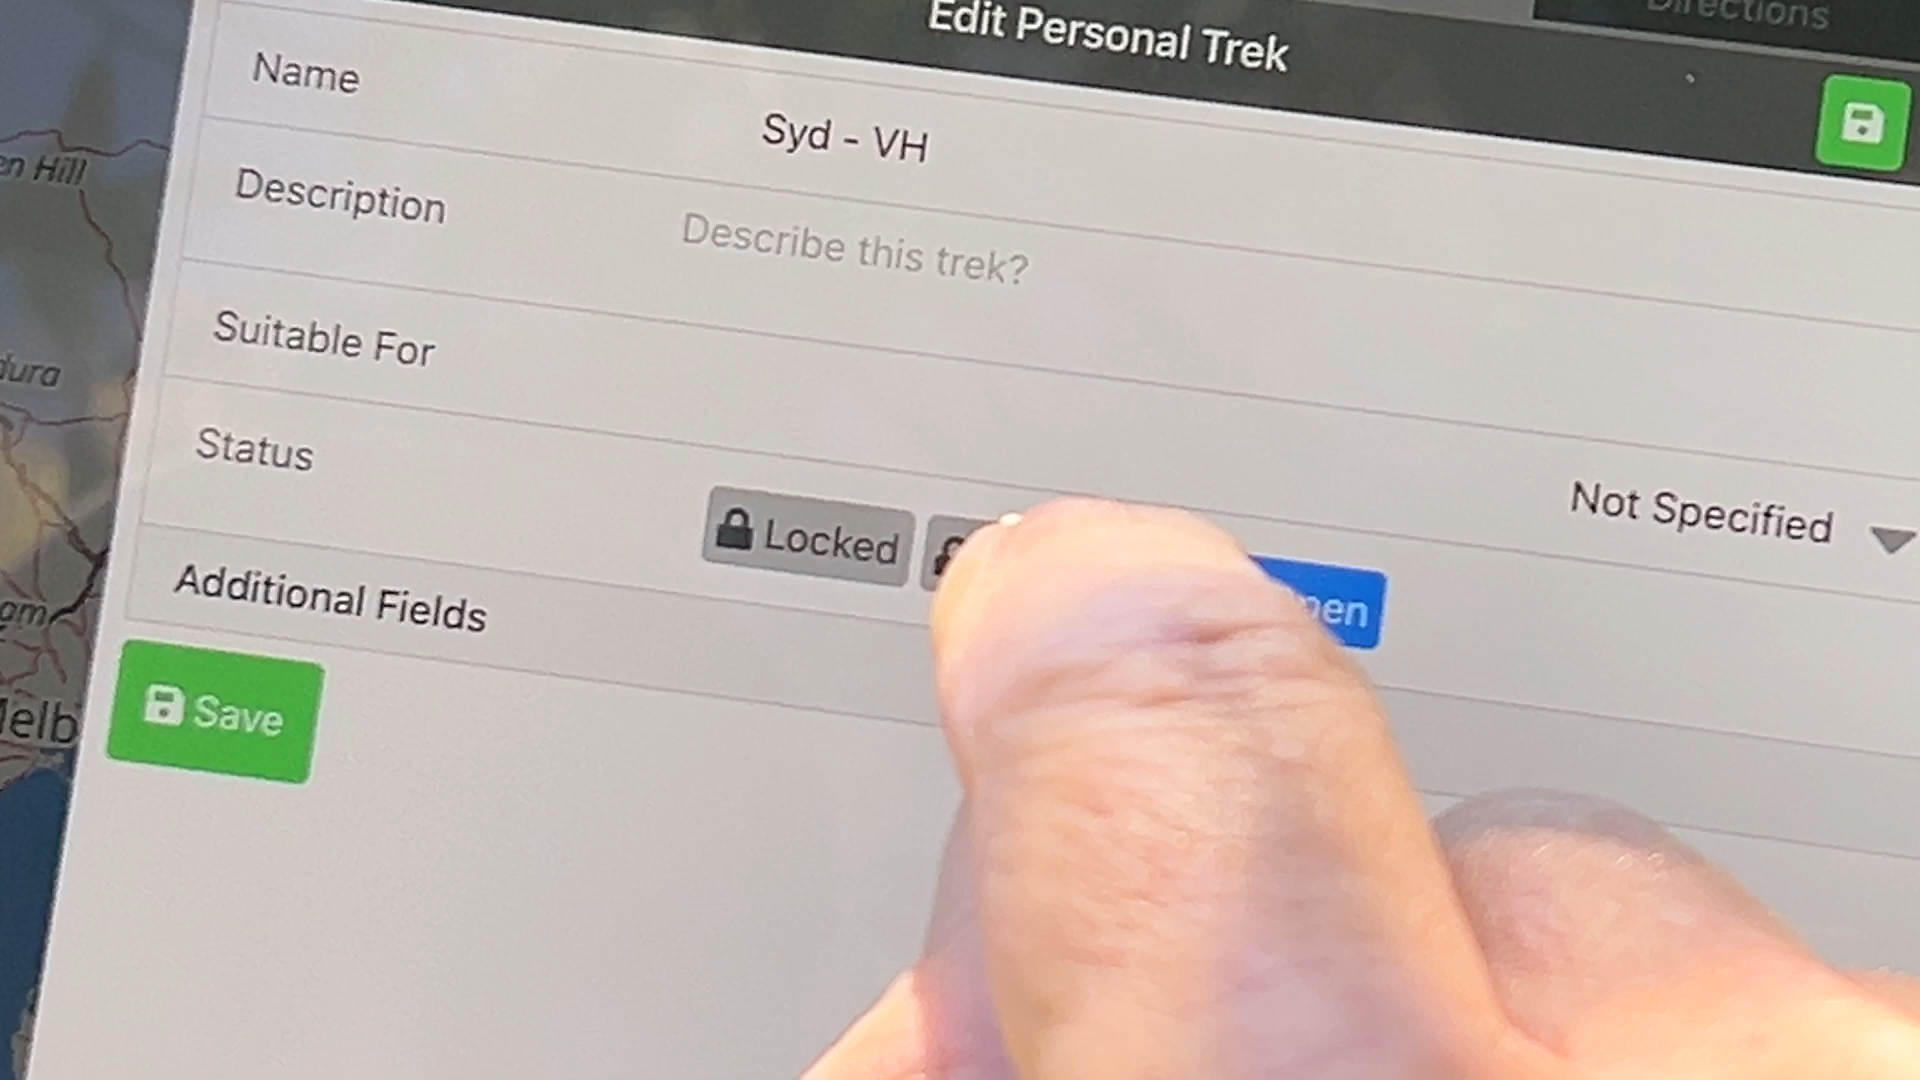 Directions
Edit Personal Trek
Name
Syd - VH
Description
Describe this trek?
Suitable For
Not Specified
Status
Locked
Additional Fields
Save